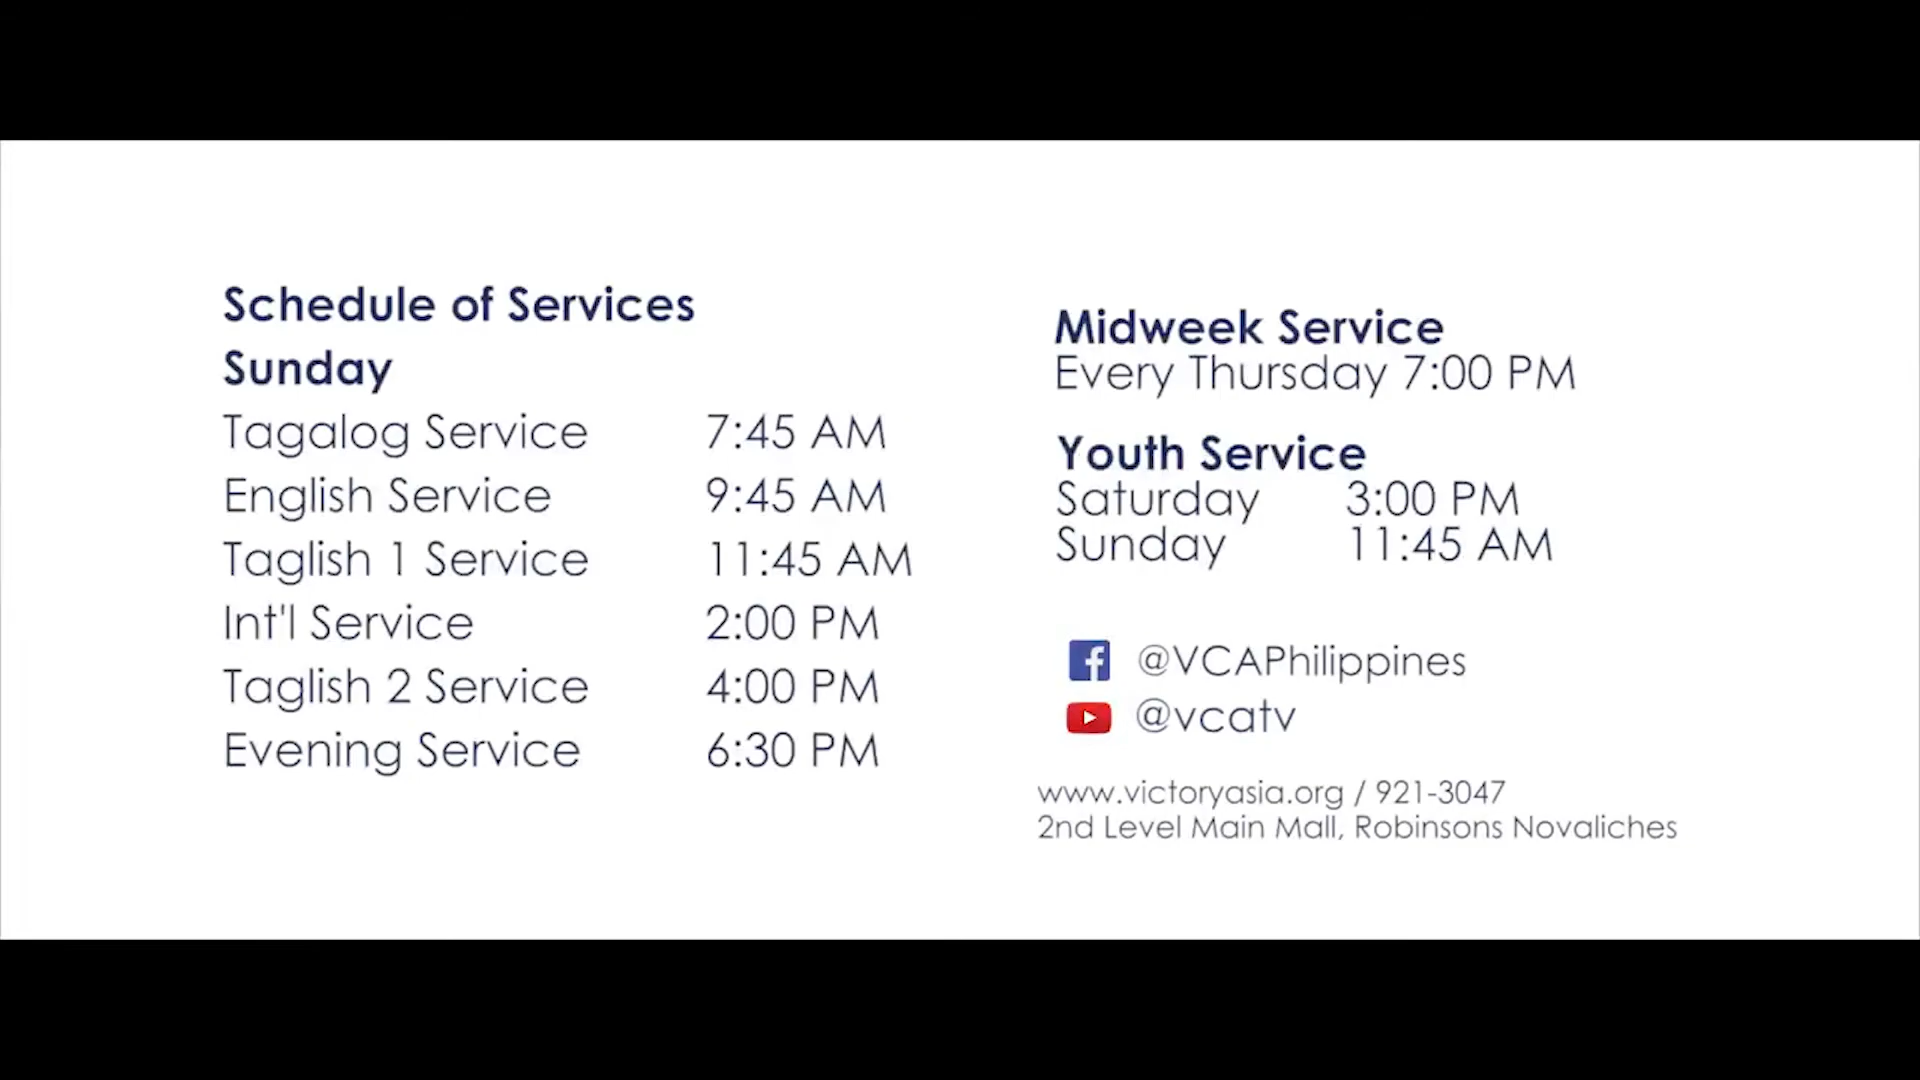 Schedule of Services
Sunday
Tagalog Service 7:45 AM
English Service 9:45 AM
Taglish 1 Service 11:45 AM
Int'l Service 2:00 PM
Taglish 2 Service 4:00 PM
Evening Service 6:30 PM
Midweek Service
Every Thursday 7:00 PM
Youth Service
Saturday 3:00 PM
Sunday 11:45 AM
@VCAPhilippines
@vcatv
www.victoryasia.org / 921-3047
2nd Level Main Mall, Robinsons Novaliches